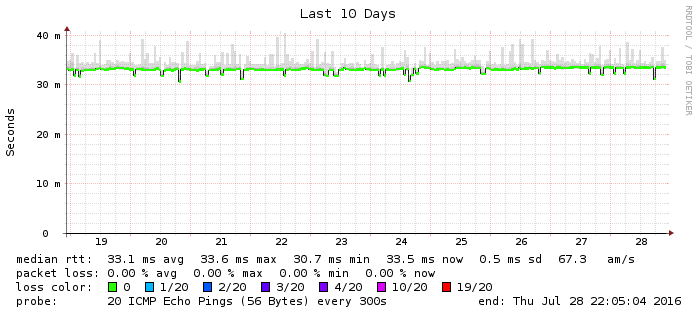 Last 10 Days
RRDTOOL / TOBI OETIKER
Seconds
40 m
30 m
20 m
10 m
0
19 20 21 22 23 24 25 26 27 28
median rtt: 33.1 ms avg 33.6 ms max 30.7 ms min 33.5 ms now 0.5 ms sd 67.3 am/s
packet loss: 0.00 % avg 0.00 % max 0.00 % min 0.00 % now
loss color: 0 1/20 2/20 3/20 4/20 10/20 19/20
probe: 20 ICMP Echo Pings (56 Bytes) every 300s end: Thu Jul 28 22:05:04 2016